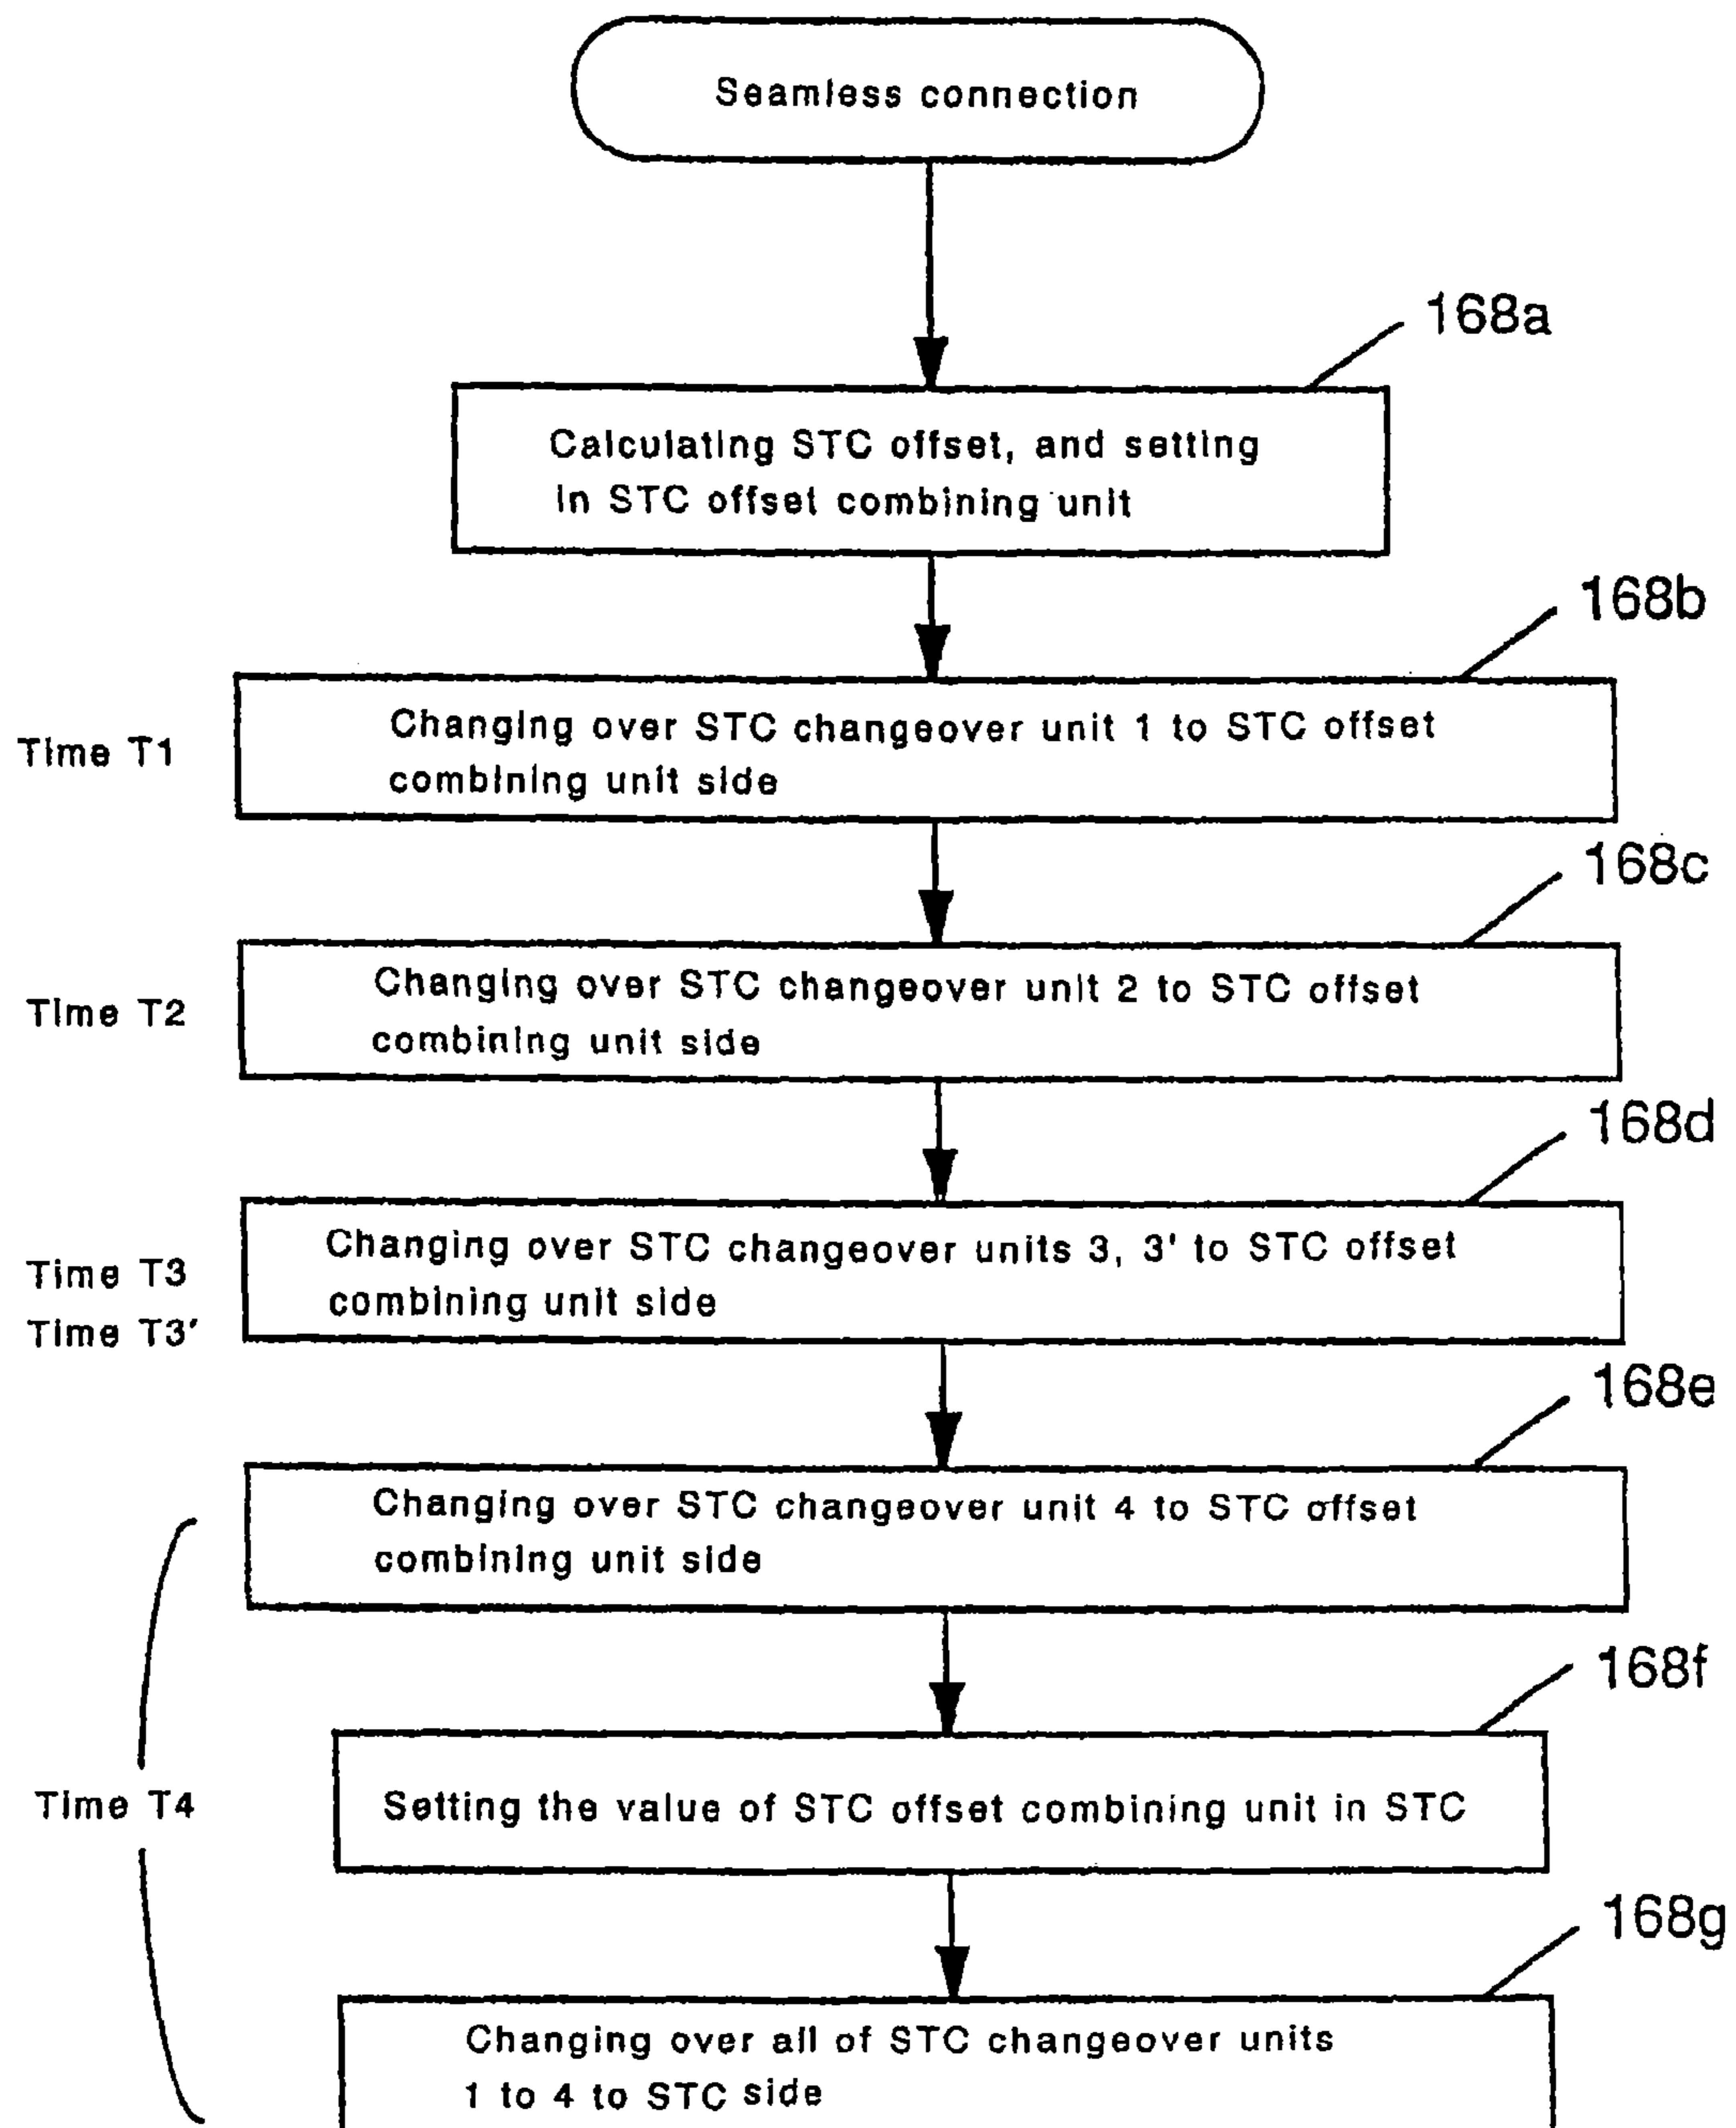 Seamless connection
168a
Calculating STC offset, and setting
in STC offset combining unit
168b
Time T1
Changing over STC changeover unit 1 to STC offset
combining unit side
168c
Time T2
Changing over STC changeover unit 2 to STC offset
combining unit side
168d
Time T3
Time T3'
Changing over STC changeover units 3, 3' to STC offset
combining unit side
168e
Changing over STC changeover unit 4 to STC offset
combining unit side
168f
Time T4
Setting the value of STC offset combining unit in STC
168g
Changing over all of STC changeover units
1 to 4 to STC side